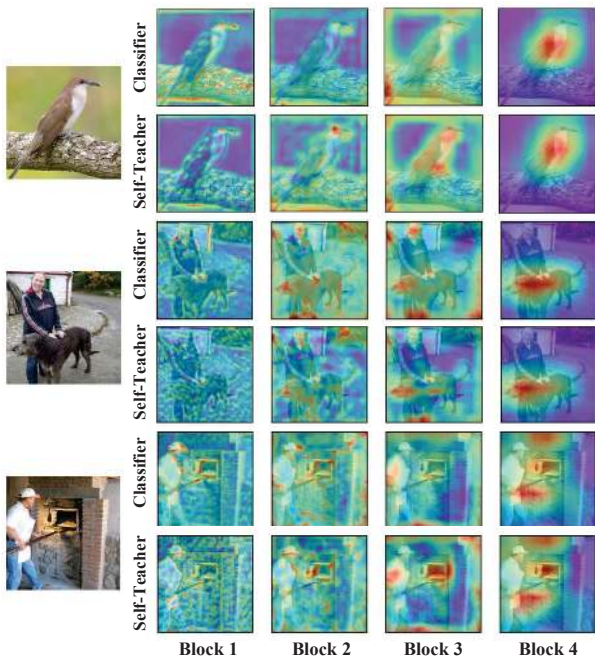 Classifier
Self-Teacher
Classifier
Self-Teacher
Classifier
Self-Teacher
Block 1 Block 2 Block 3 Block 4